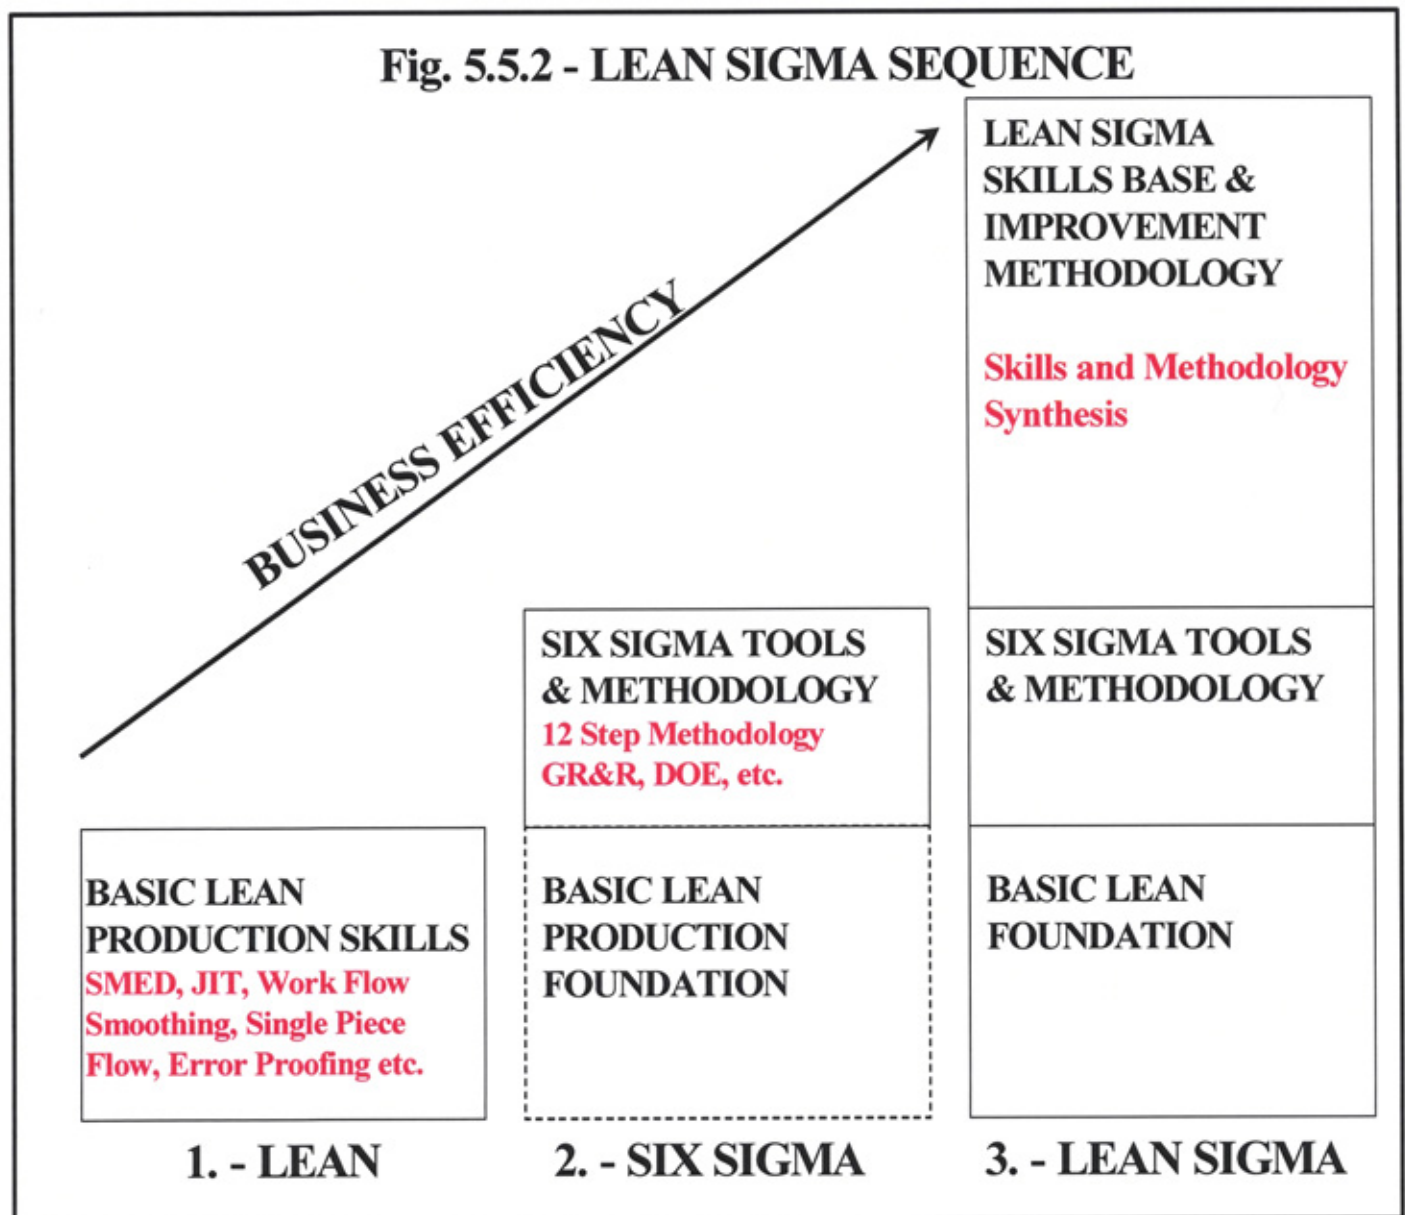 Fig. 5.5.2 - LEAN SIGMA SEQUENCE
BUSINESS EFFICIENCY
BASIC LEAN
PRODUCTION SKILLS
SMED, JIT, Work Flow
Smoothing, Single Piece
Flow, Error Proofing etc.
1. - LEAN
SIX SIGMA TOOLS
& METHODOLOGY
12 Step Methodology
GR&R, DOE, etc.
BASIC LEAN
PRODUCTION
FOUNDATION
2. - SIX SIGMA
LEAN SIGMA
SKILLS BASE &
IMPROVEMENT
METHODOLOGY
Skills and Methodology
Synthesis
SIX SIGMA TOOLS
& METHODOLOGY
BASIC LEAN
FOUNDATION
3. - LEAN SIGMA